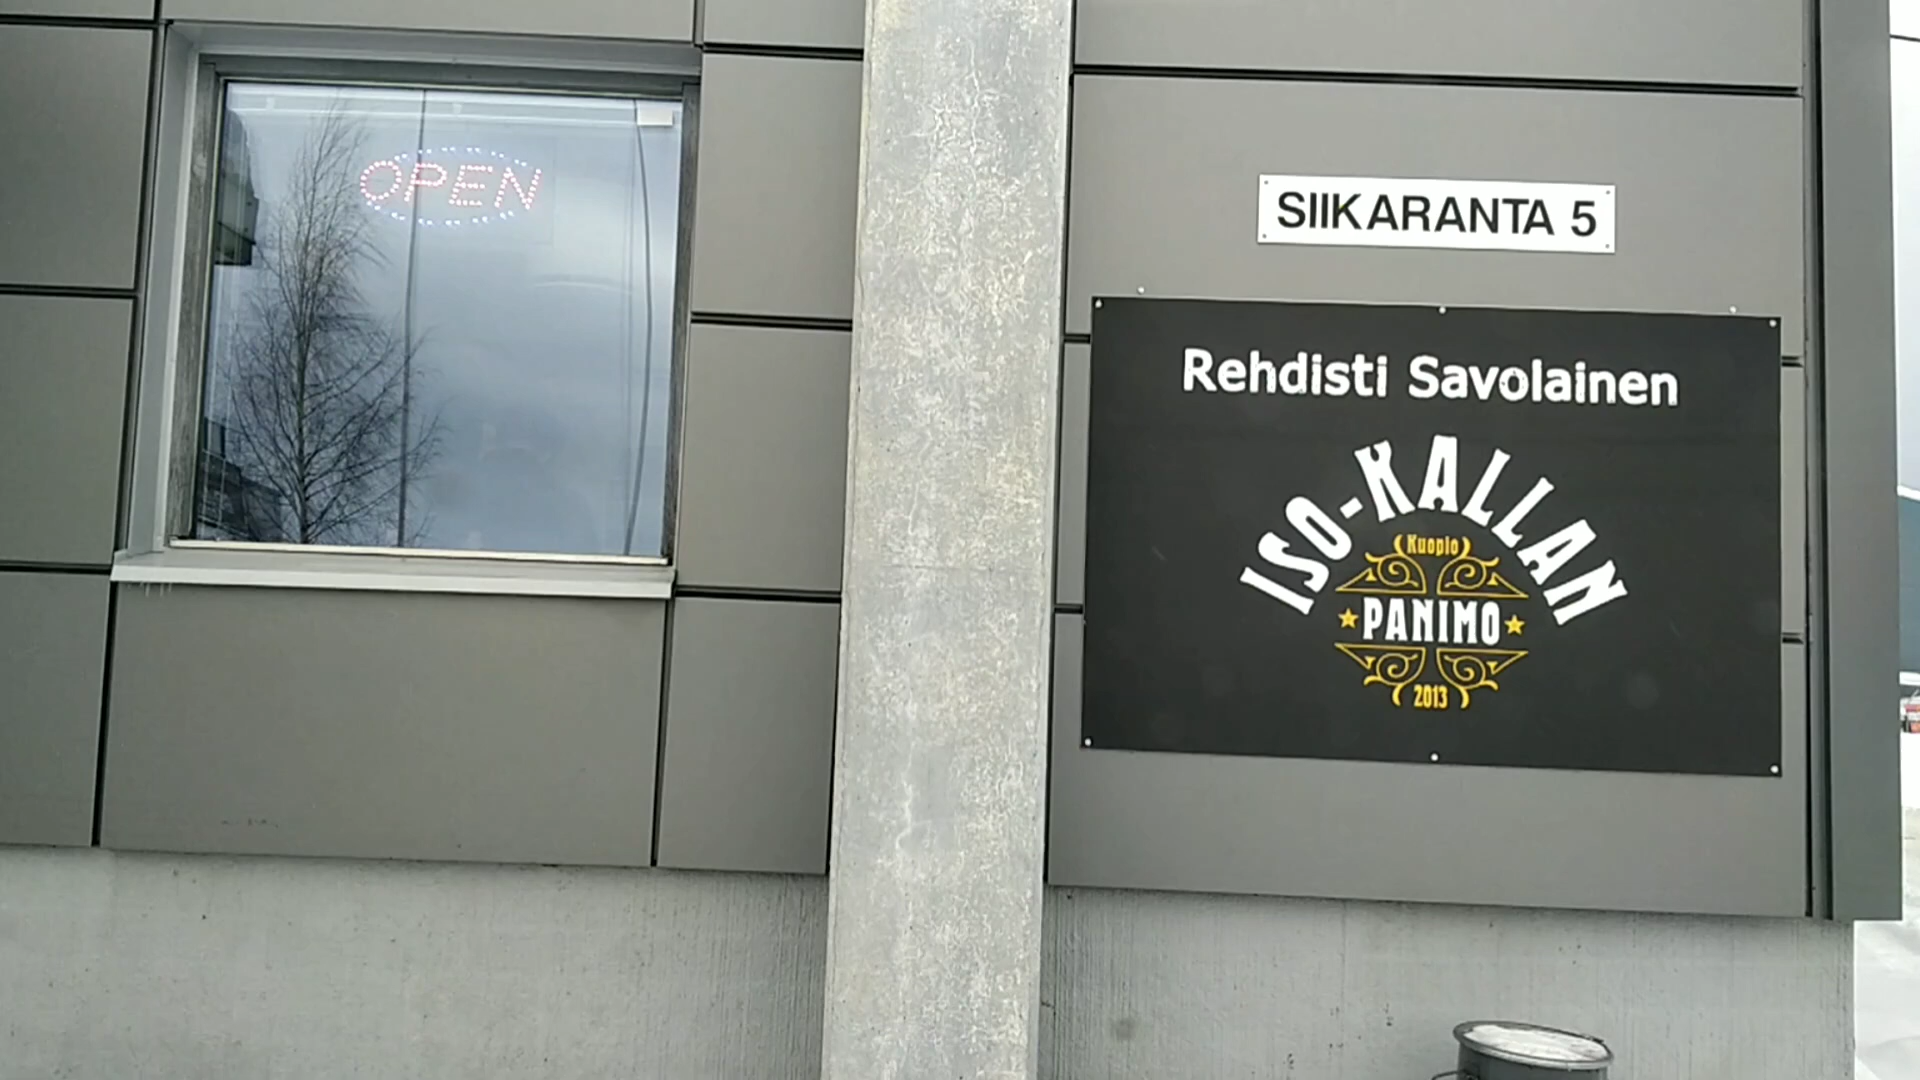 OPEN
SIIKARANTA 5
Rehdisti Savolainen
ISO-KALLAN
Kuopio
PANIMO
2013